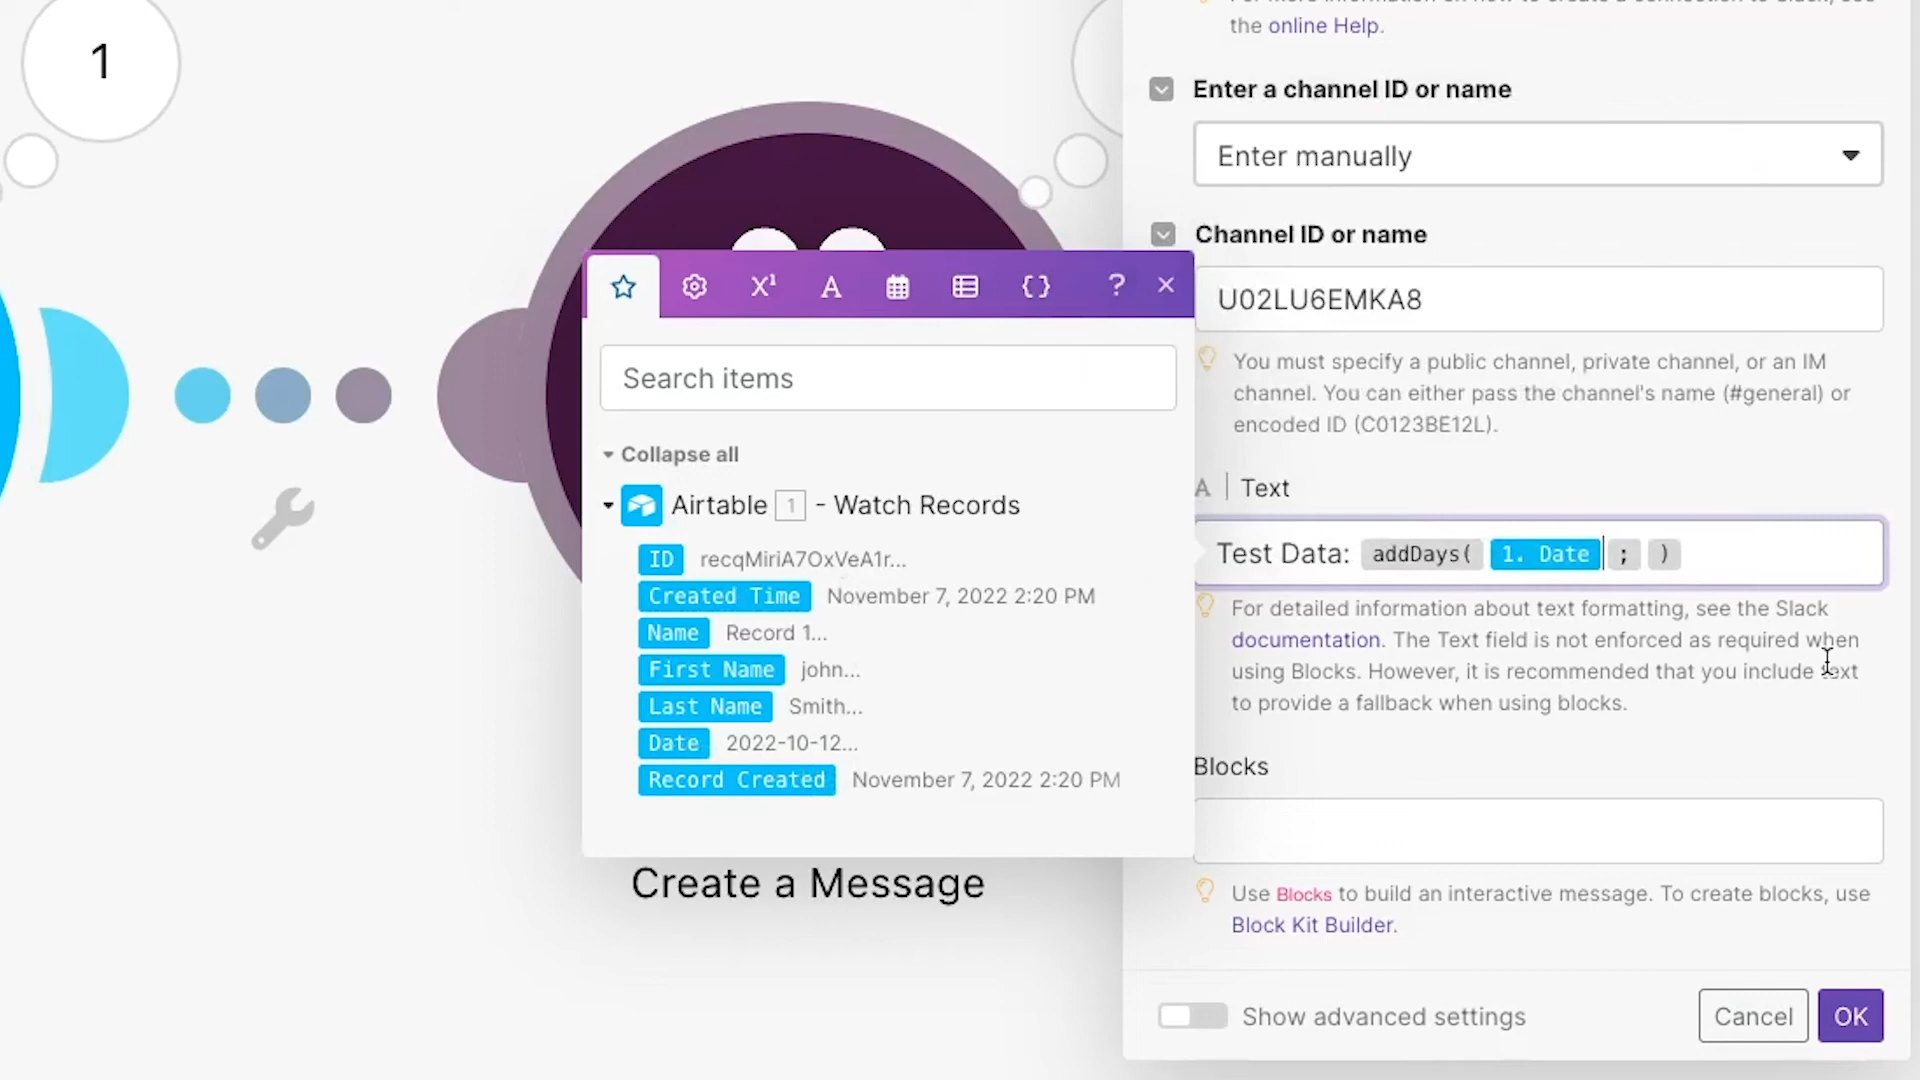 1
the online Help.
Enter a channel ID or name
Enter manually
Channel ID or name
U02LU6EMKA8
You must specify a public channel, private channel, or an IM
channel. You can either pass the channel's name (#general) or
encoded ID (C0123BE12L).
A | Text
Test Data: addDays( 1. Date ; )
For detailed information about text formatting, see the Slack
documentation. The Text field is not enforced as required when
using Blocks. However, it is recommended that you include text
to provide a fallback when using blocks.
Blocks
Use Blocks to build an interactive message. To create blocks, use
Block Kit Builder.
Show advanced settings
Cancel
OK
X¹ A { } ? ×
Search items
Collapse all
Airtable 1 - Watch Records
ID recqMiriA7OxVeA1r...
Created Time November 7, 2022 2:20 PM
Name Record 1...
First Name john...
Last Name Smith...
Date 2022-10-12...
Record Created November 7, 2022 2:20 PM
Create a Message